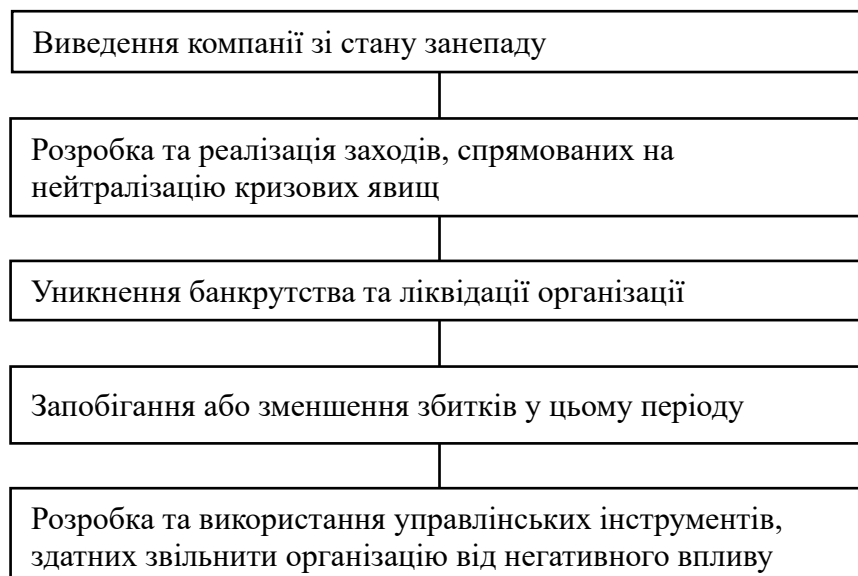 Виведення компанії зі стану занепаду
Розробка та реалізація заходів, спрямованих на
нейтралізацію кризових явищ
Уникнення банкрутства та ліквідації організації
Запобігання або зменшення збитків у цьому періоду
Розробка та використання управлінських інструментів,
здатних звільнити організацію від негативного впливу